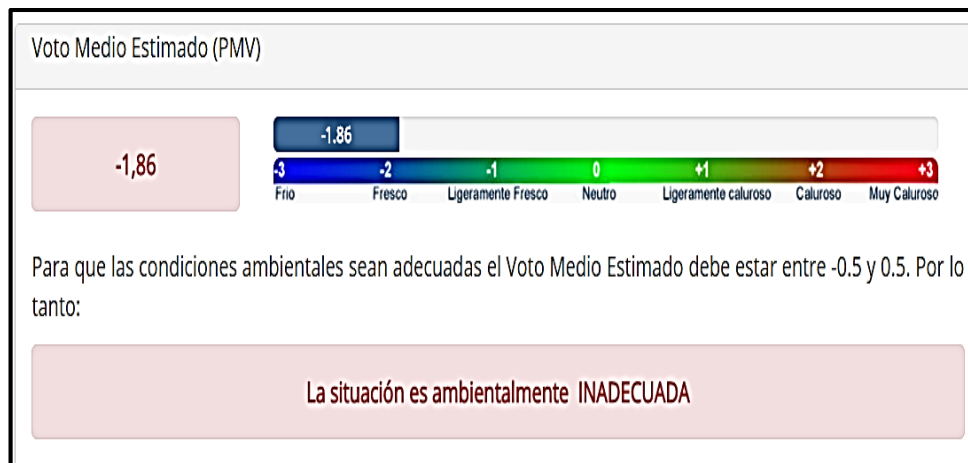 Voto Medio Estimado (PMV)
-1,86
-1.86
-3 -2 -1 0 +1 +2 +3
Frio Fresco Ligeramente Fresco Neutro Ligeramente caluroso Caluroso Muy Caluroso
Para que las condiciones ambientales sean adecuadas el Voto Medio Estimado debe estar entre -0.5 y 0.5. Por lo
tanto:
La situación es ambientalmente INADECUADA